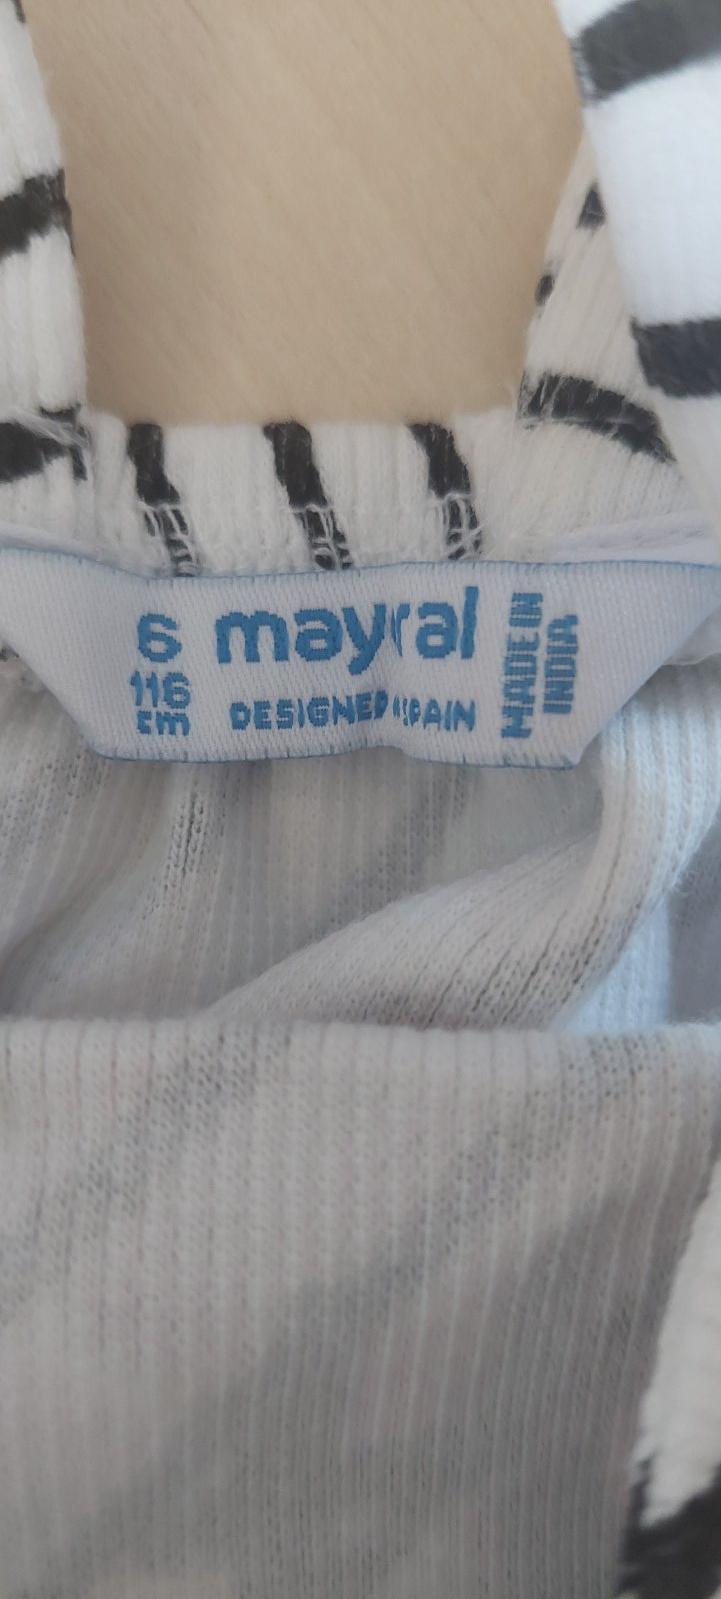 6 mayoral
116
cm
DESIGNED IN SPAIN
MADE IN
INDIA